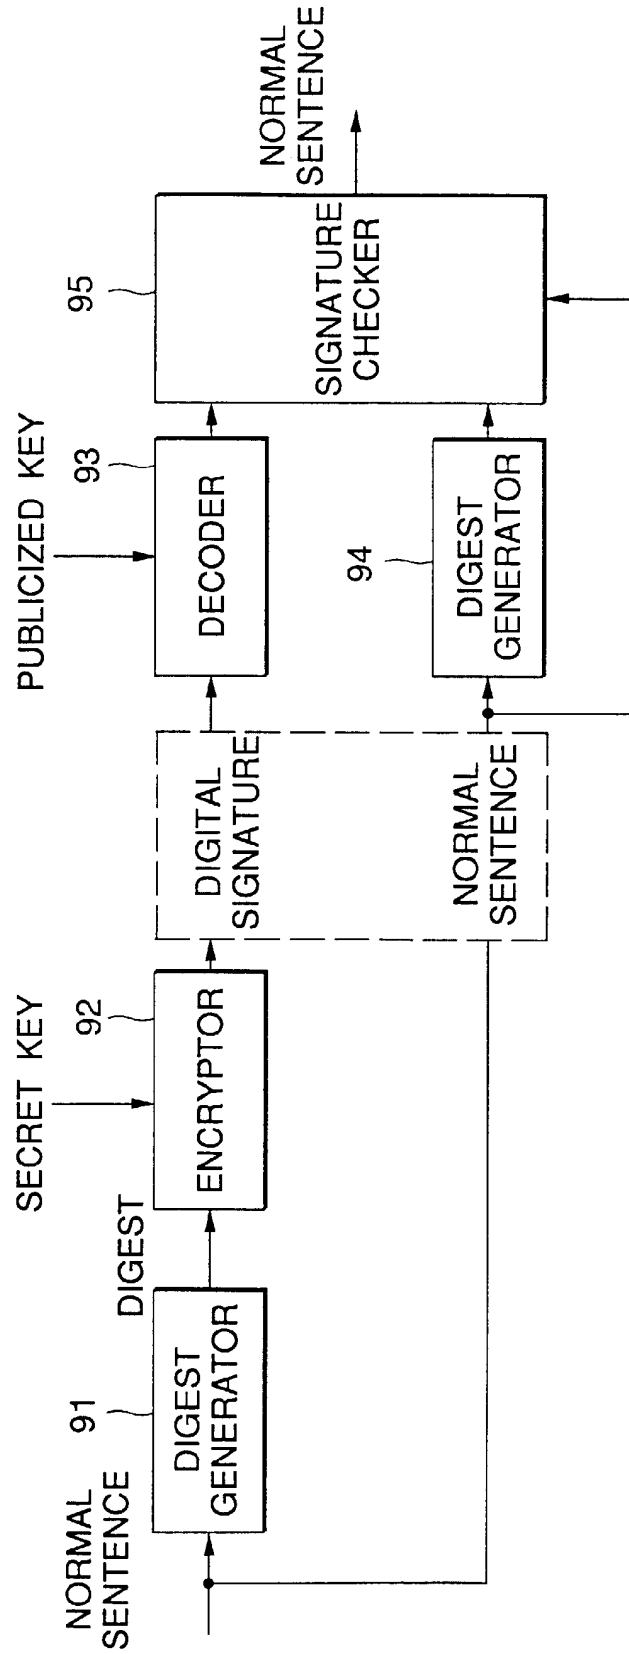 NORMAL
SENTENCE
91
DIGEST
GENERATOR
DIGEST
SECRET KEY
92
ENCRYPTOR
DIGITAL
SIGNATURE
NORMAL
SENTENCE
PUBLICIZED KEY
93
DECODER
94
DIGEST
GENERATOR
95
SIGNATURE
CHECKER
NORMAL
SENTENCE